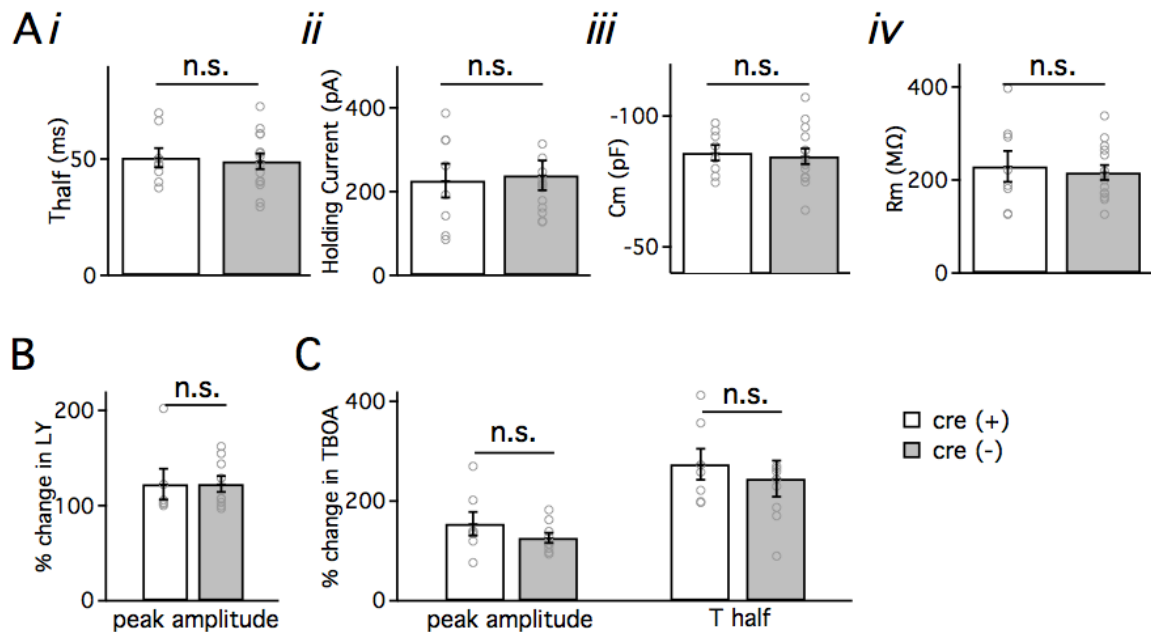 A i
ii
iii
iv
n.s.
n.s.
n.s.
n.s.
Thalf (ms)
50
0
Holding Current (pA)
400
200
0
Cm (pF)
-100
-50
Rm (MΩ)
400
200
0
B
C
n.s.
n.s.
n.s.
% change in LY
200
100
0
peak amplitude
% change in TBOA
400
200
0
peak amplitude
T half
cre (+)
cre (-)